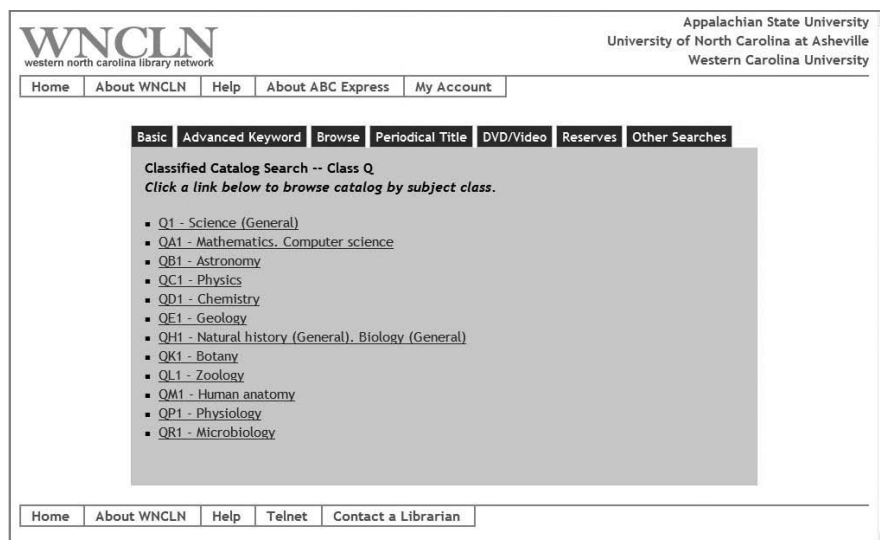 WNCLN
western north carolina library network
Appalachian State University
University of North Carolina at Asheville
Western Carolina University
Home About WNCLN Help About ABC Express My Account
Basic Advanced Keyword Browse Periodical Title DVD/Video Reserves Other Searches
Classified Catalog Search -- Class Q
Click a link below to browse catalog by subject class.
▪ Q1 - Science (General)
▪ QA1 - Mathematics. Computer science
▪ QB1 - Astronomy
▪ QC1 - Physics
▪ QD1 - Chemistry
▪ QE1 - Geology
▪ QH1 - Natural history (General). Biology (General)
▪ QK1 - Botany
▪ QL1 - Zoology
▪ QM1 - Human anatomy
▪ QP1 - Physiology
▪ QR1 - Microbiology
Home About WNCLN Help Telnet Contact a Librarian